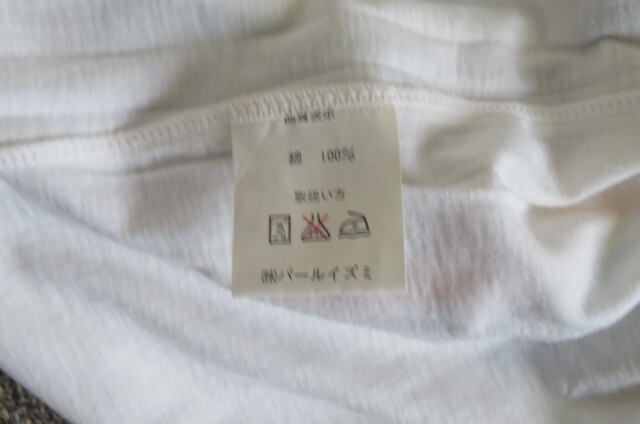 品質表示
綿 100%
取扱い方
A
㈱パールイズミ